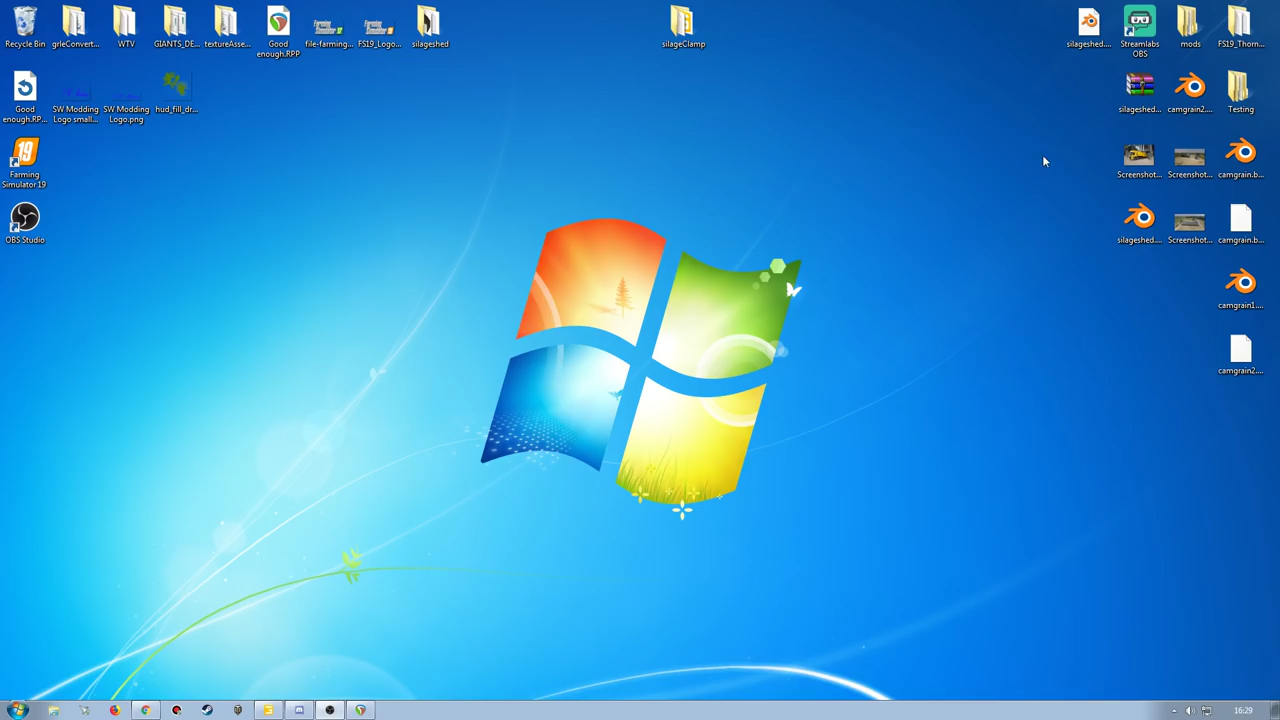 Recycle Bin
grleConvert...
WTV
GIANTS_DE...
textureAsse...
Good
enough.RPP
file-farming...
FS19_Logo...
silageshed
silageClamp
silageshed....
Streamlabs
OBS
mods
FS19_Thorn...
Good
enough.RP...
SW Modding
Logo small...
SW Modding
Logo.png
hud_fill_dr...
silageshed...
camgrain2....
Testing
19
Farming
Simulator 19
Screenshot...
Screenshot...
camgrain.b...
OBS Studio
silageshed....
Screenshot...
camgrain.b...
camgrain1....
camgrain2....
16:29